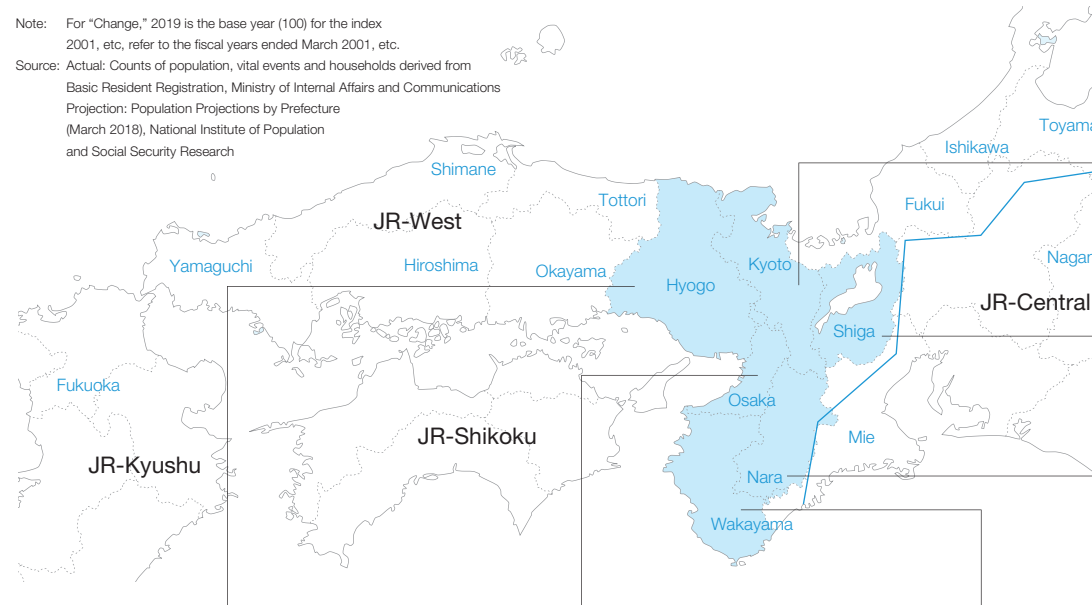 Note: For “Change,” 2019 is the base year (100) for the index
2001, etc, refer to the fiscal years ended March 2001, etc.
Source: Actual: Counts of population, vital events and households derived from
Basic Resident Registration, Ministry of Internal Affairs and Communications
Projection: Population Projections by Prefecture
(March 2018), National Institute of Population
and Social Security Research
Toyama
Ishikawa
Shimane
Tottori
Fukui
JR-West
Yamaguchi
Hiroshima
Okayama
Kyoto
Nagan
Hyogo
JR-Central
Shiga
Fukuoka
Osaka
JR-Shikoku
Mie
JR-Kyushu
Nara
Wakayama